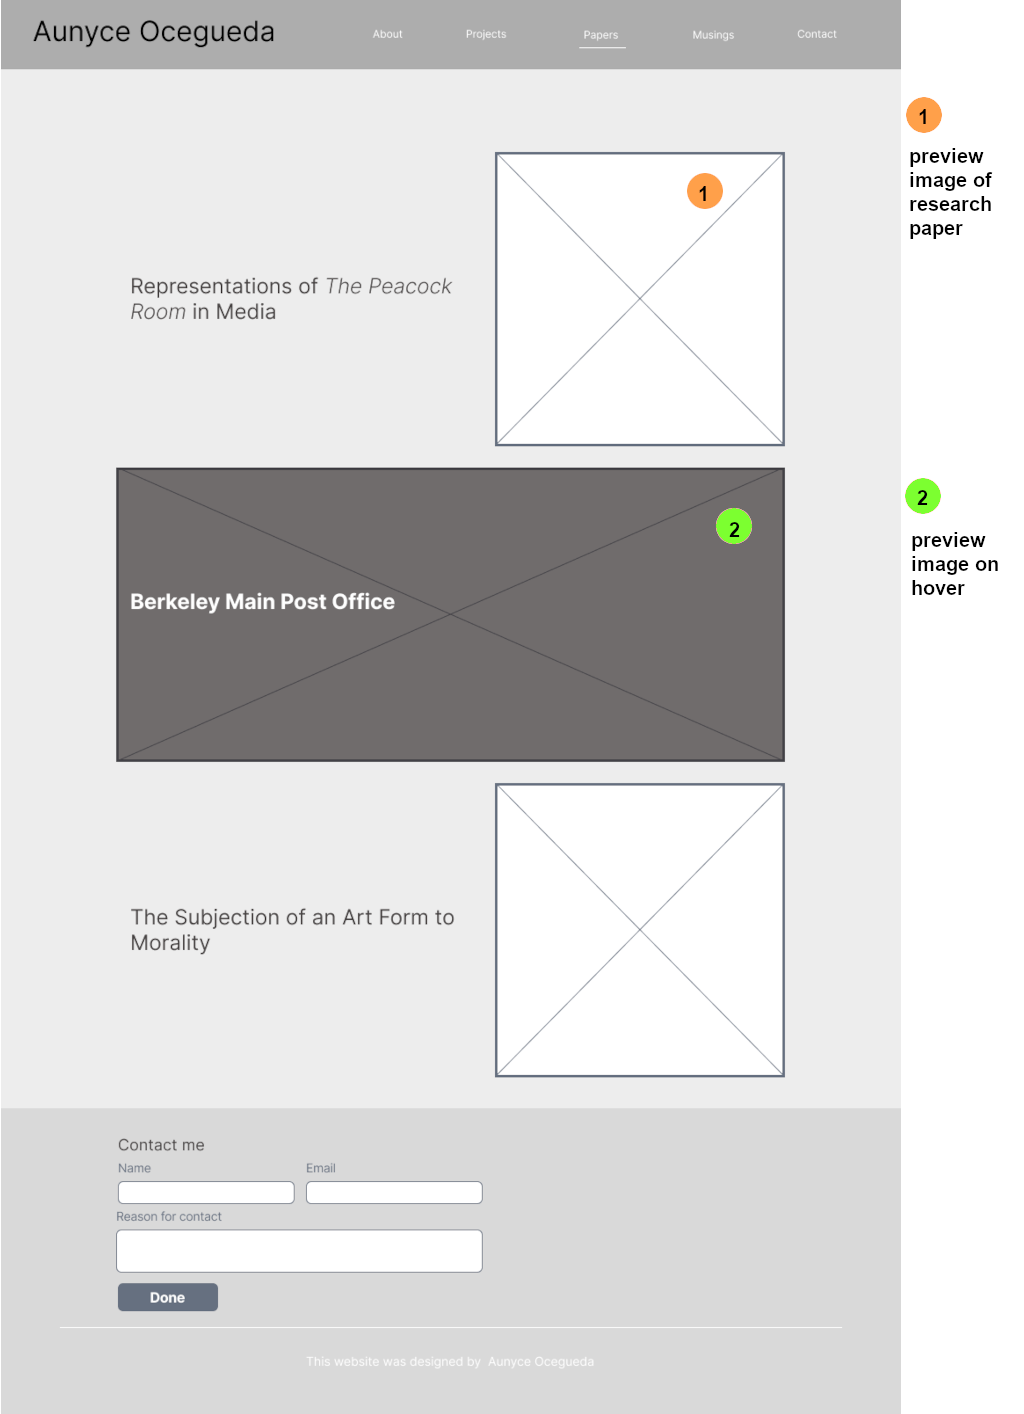 Aunyce Ocegueda
About
Projects
Papers
Musings
Contact
1
preview
image of
research
paper
1
Representations of The Peacock
Room in Media
2
preview
image on
hover
2
Berkeley Main Post Office
The Subjection of an Art Form to
Morality
Contact me
Name
Email
Reason for contact
Done
This website was designed by Aunyce Ocegueda